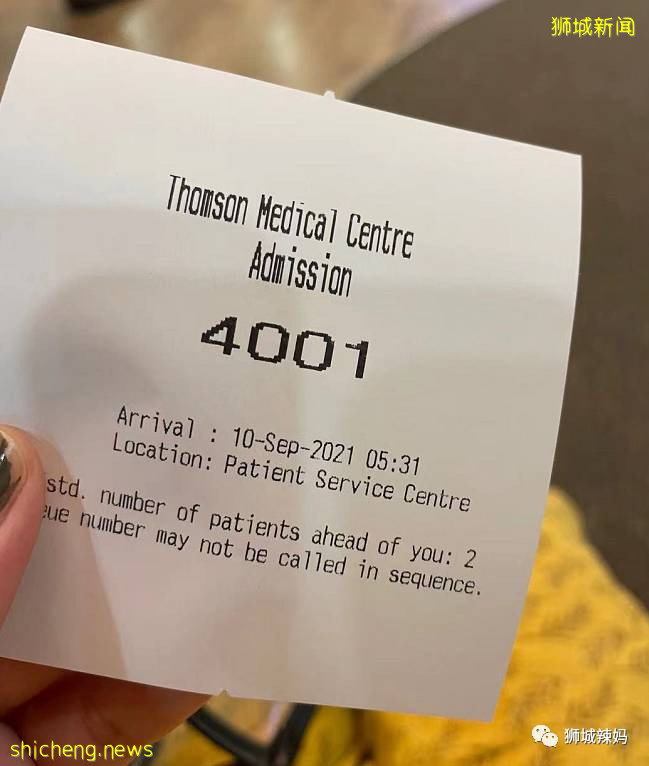 狮城新闻
Thomson Medical Centre
Admission
4001
Arrival : 10-Sep-2021 05:31
Location: Patient Service Centre
std. number of patients ahead of you: 2
number may not be called in sequence.
狮城辣妈
shicheng.news